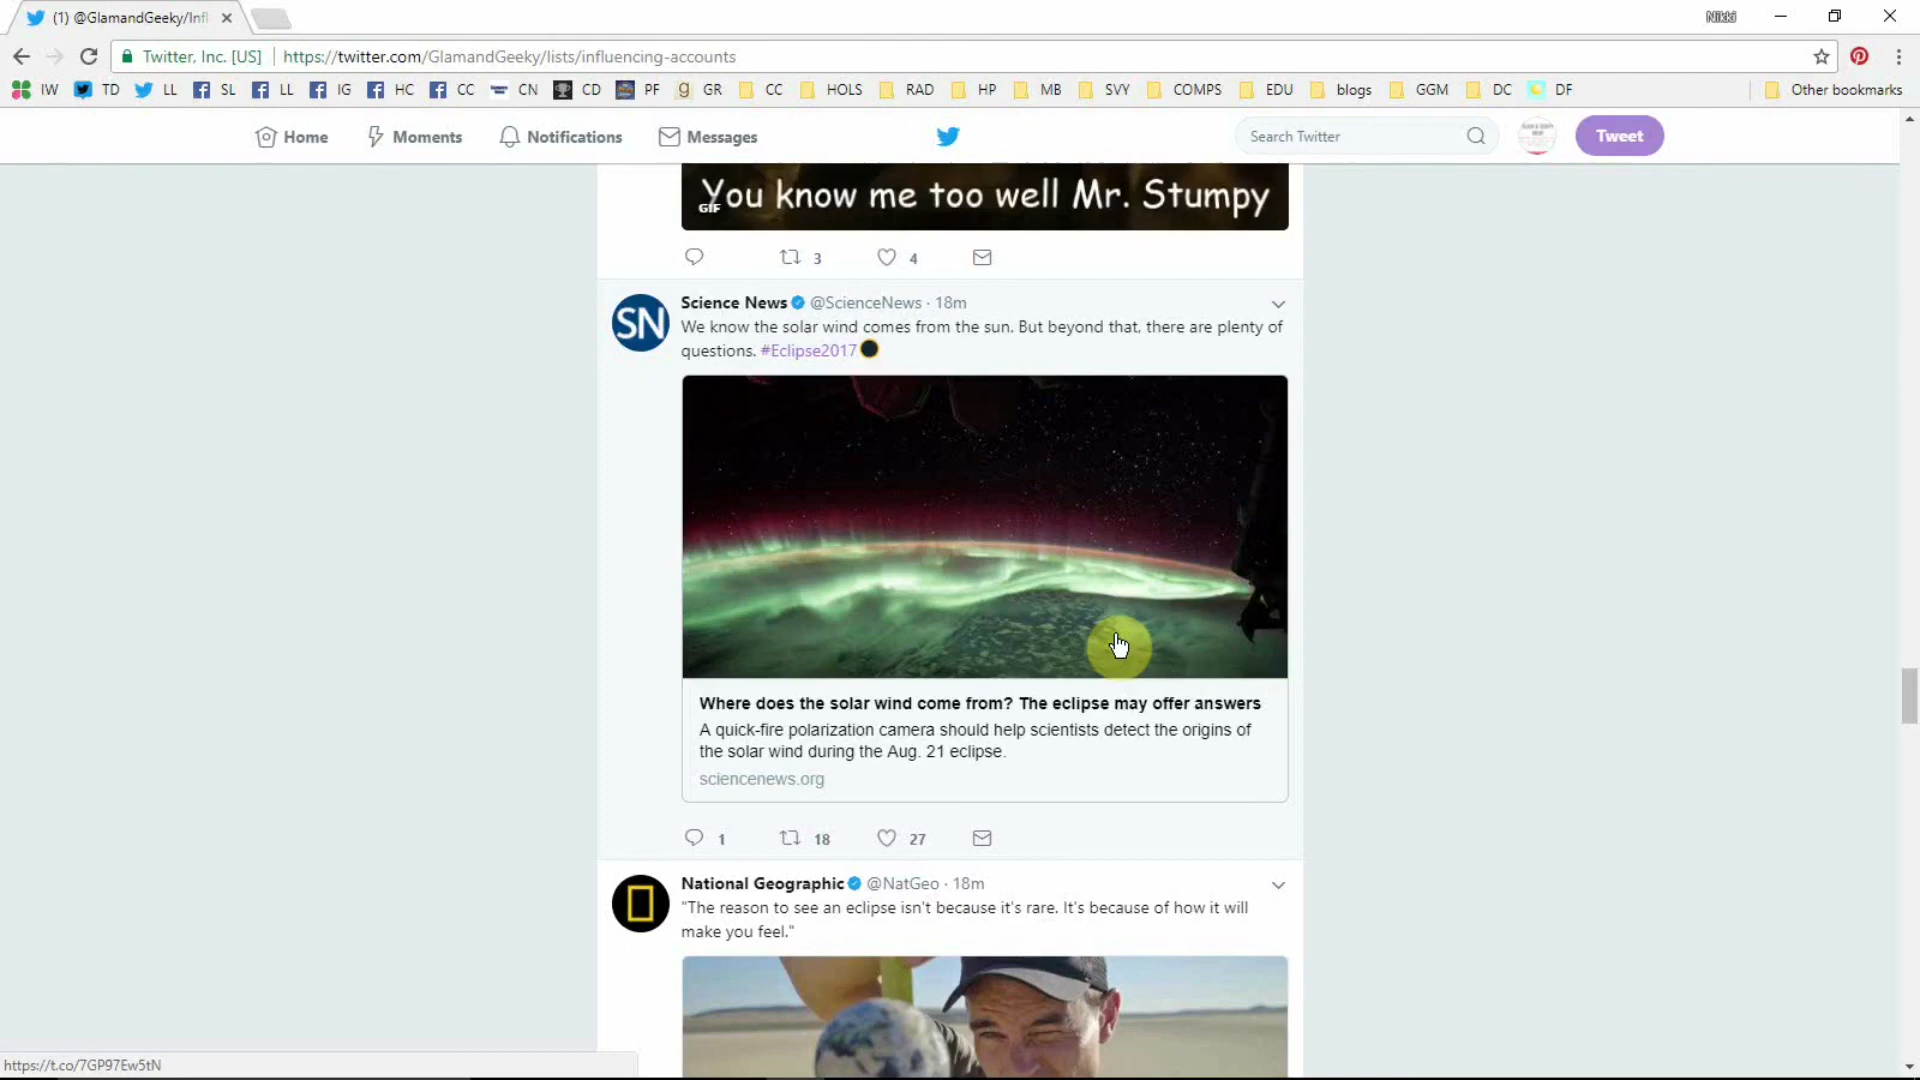 (1) @GlamandGeeky/Infl
Nikki
Twitter, Inc. [US] https://twitter.com/GlamandGeeky/lists/influencing-accounts
IW TD LL SL LL IG HC CC CN CD PF GR CC HOLS RAD HP MB SVY COMPS EDU blogs GGM DC DF Other bookmarks
Home Moments Notifications Messages Search Twitter Tweet
You know me too well Mr. Stumpy
GIF
3 4
Science News @ScienceNews · 18m
We know the solar wind comes from the sun. But beyond that, there are plenty of
questions. #Eclipse2017
SN
Where does the solar wind come from? The eclipse may offer answers
A quick-fire polarization camera should help scientists detect the origins of
the solar wind during the Aug. 21 eclipse.
sciencenews.org
1 18 27
National Geographic @NatGeo · 18m
"The reason to see an eclipse isn't because it's rare. It's because of how it will
make you feel."
https://t.co/7GP97Ew5tN